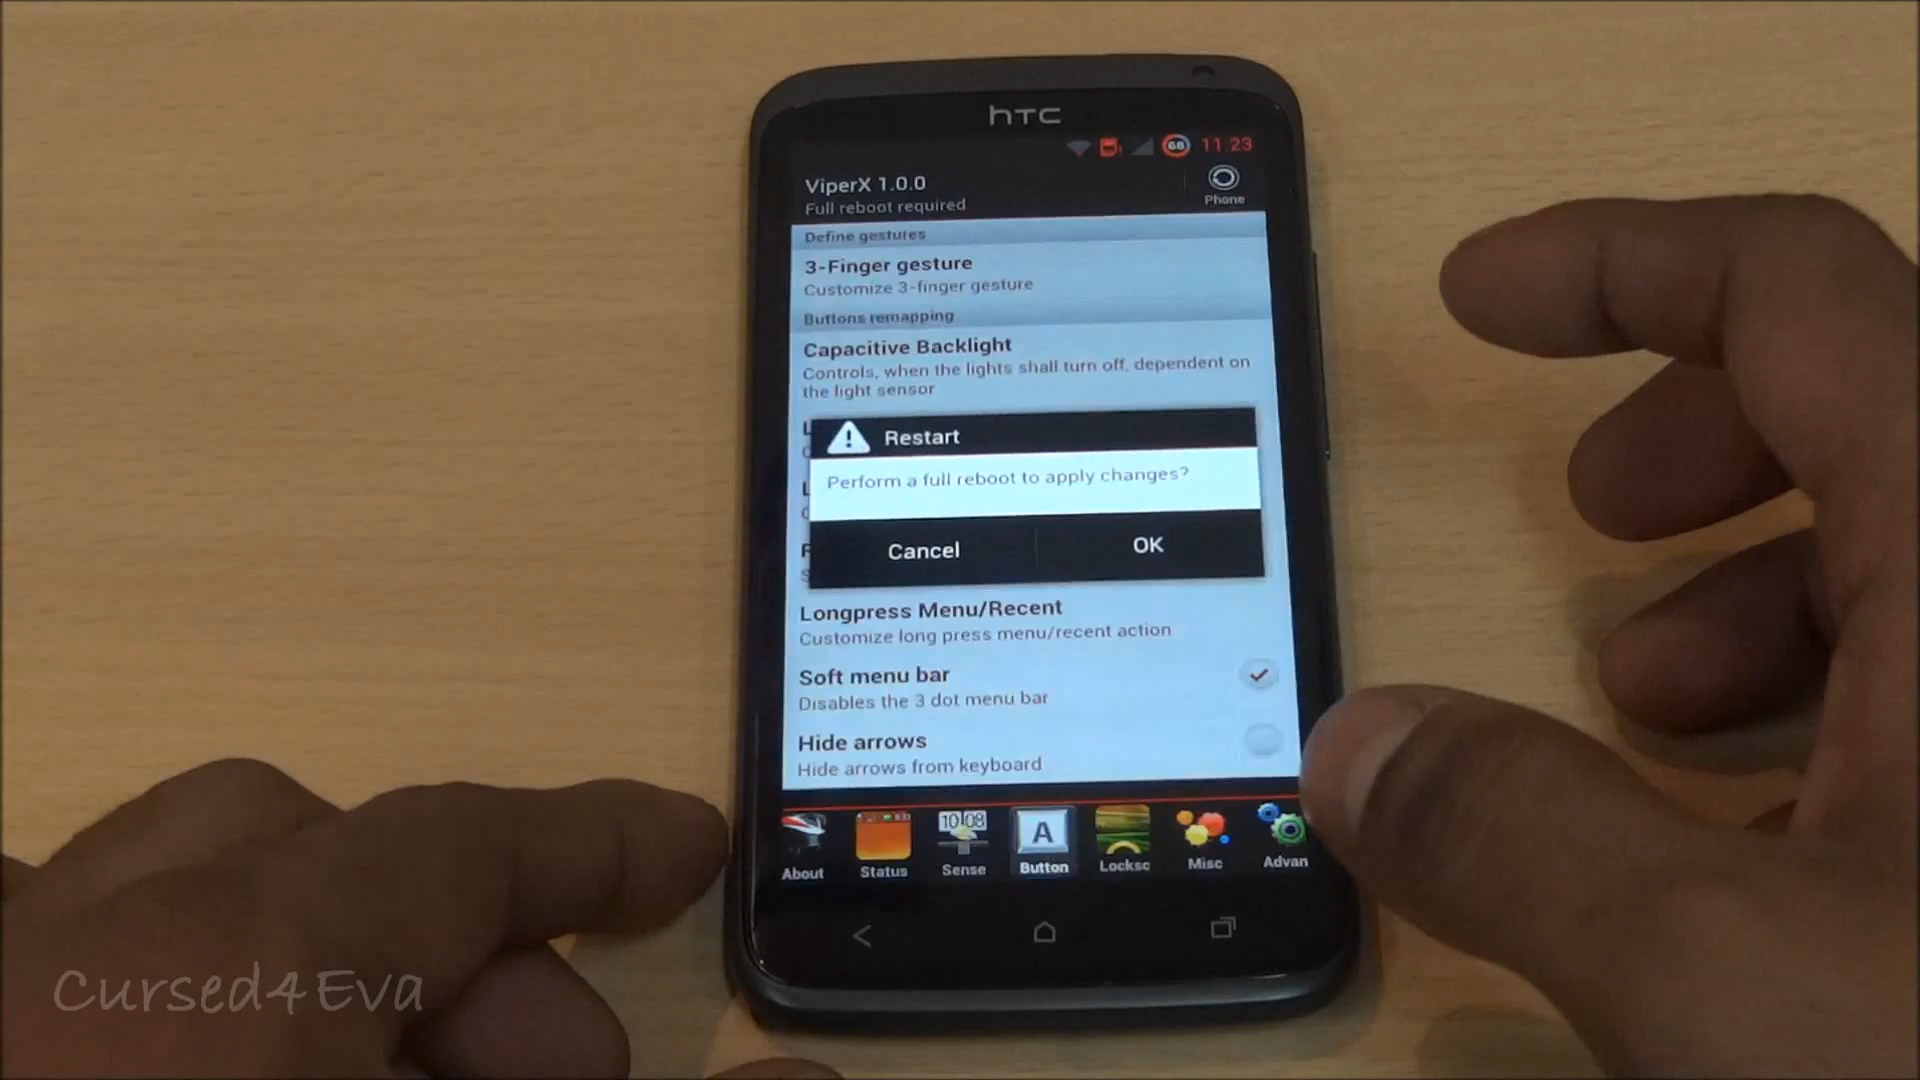 hTC
68 11:23
ViperX 1.0.0
Full reboot required
Phone
Define gestures
3-Finger gesture
Customize 3-finger gesture
Buttons remapping
Capacitive Backlight
Controls, when the lights shall turn off, dependent on
the light sensor
Restart
Perform a full reboot to apply changes?
Cancel
OK
Longpress Menu/Recent
Customize long press menu/recent action
Soft menu bar
Disables the 3 dot menu bar
Hide arrows
Hide arrows from keyboard
10:08
A
About
Status
Sense
Button
Locksc
Misc
Advan
Cursed4Eva